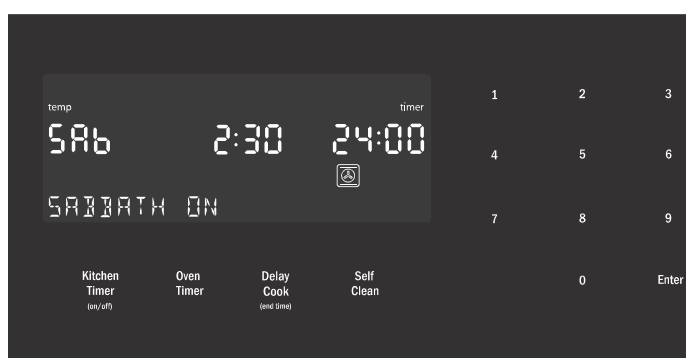 temp timer
SAb 2:30 24:00
SABBATH ON
Kitchen Timer (on/off)
Oven Timer
Delay Cook (end time)
Self Clean
1 2 3
4 5 6
7 8 9
0 Enter